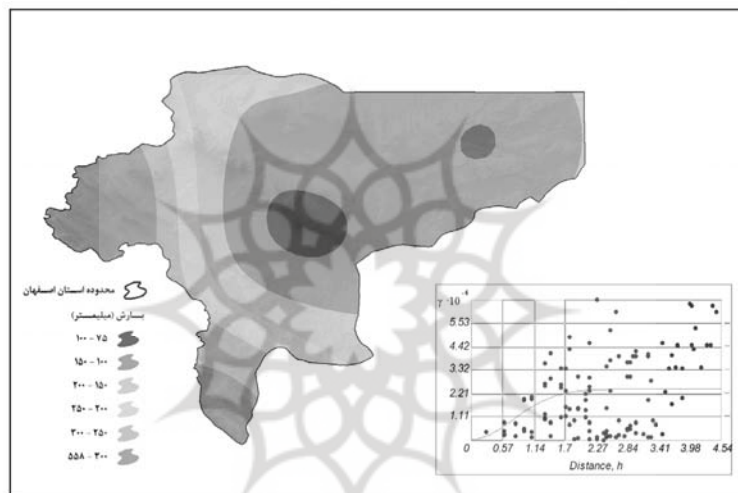 محدوده استان اصفهان
بارش (میلیمتر)
۷۵ - ۱۰۰
۱۰۰ - ۱۵۰
۱۵۰ - ۲۰۰
۲۰۰ - ۲۵۰
۲۵۰ - ۳۰۰
۳۰۰ - ۵۵۸
γ ·10 ⁻⁴
5.53
4.42
3.32
2.21
1.11
0 0.57 1.14 1.7 2.27 2.84 3.41 3.98 4.54
Distance, h